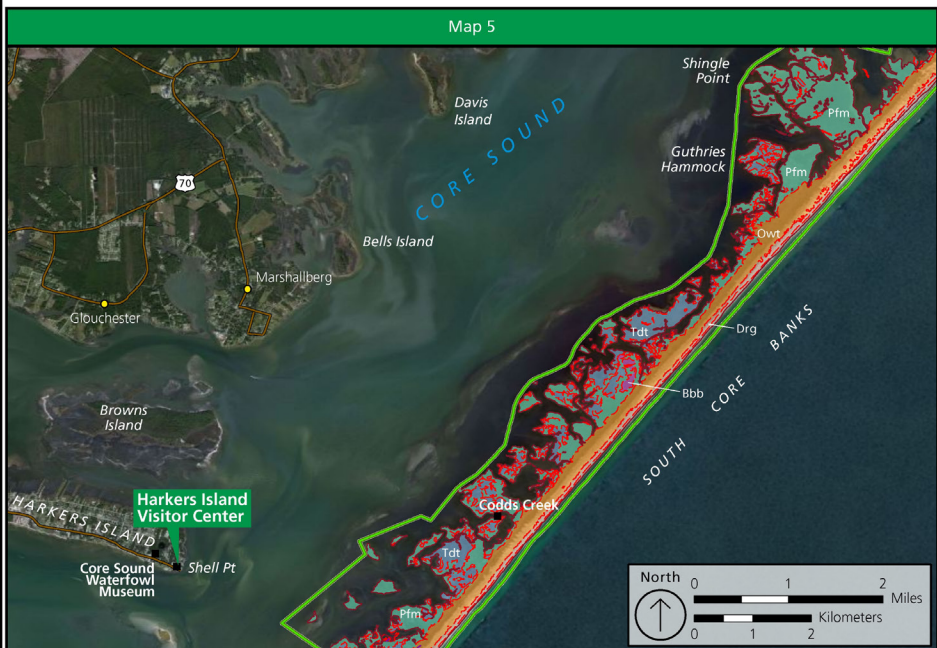 Map 5
Shingle
Point
Davis
Island
CORE SOUND
Pfm
Guthries
Hammock
Pfm
70
Owt
Bells Island
Marshallberg
Glouchester
Tdt
Drg
BANKS
Bbb
CORE
SOUTH
Browns
Island
Harkers Island
Visitor Center
HARKERS ISLAND
Codds Creek
Core Sound
Waterfowl
Museum
Shell Pt
Tdt
Pfm
North
0 1 2
Miles
Kilometers
0 1 2